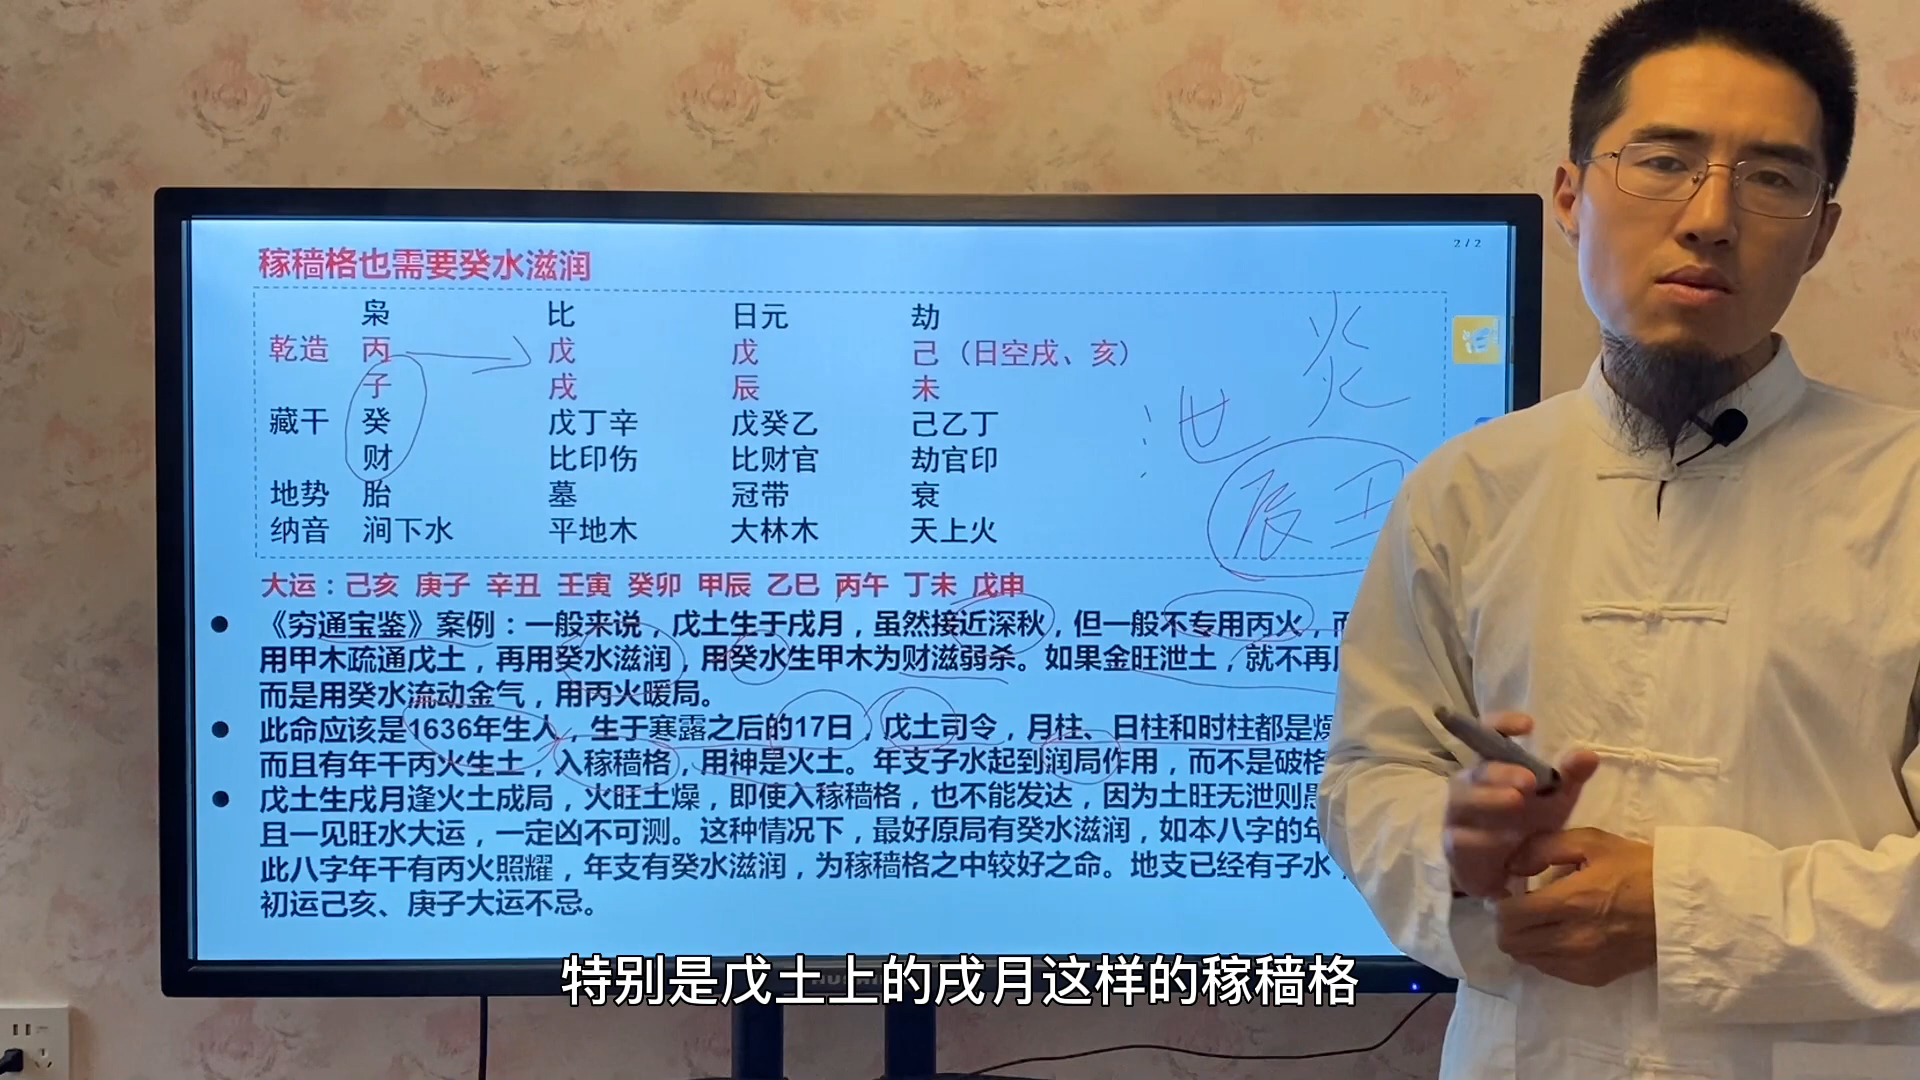 2 / 2
稼穑格也需要癸水滋润
枭 比 日元 劫
乾造 丙 戊 戊 己（日空戌、亥）
子 戌 辰 未
藏干 癸 戊丁辛 戊癸乙 己乙丁
财 比印伤 比财官 劫官印
地势 胎 墓 冠带 衰
纳音 涧下水 平地木 大林木 天上火
炎
泄
辰 丑
大运：己亥 庚子 辛丑 壬寅 癸卯 甲辰 乙巳 丙午 丁未 戊申
《穷通宝鉴》案例：一般来说，戊土生于戌月，虽然接近深秋，但一般不专用丙火，而
用甲木疏通戊土，再用癸水滋润，用癸水生甲木为财滋弱杀。如果金旺泄土，就不再
而是用癸水流动金气，用丙火暖局。
此命应该是1636年生人，生于寒露之后的17日，戊土司令，月柱、日柱和时柱都是燥
而且有年干丙火生土，入稼穑格，用神是火土。年支子水起到润局作用，而不是破格
戊土生戌月逢火土成局，火旺土燥，即使入稼穑格，也不能发达，因为土旺无泄则愚
且一见旺水大运，一定凶不可测。这种情况下，最好原局有癸水滋润，如本八字的年
此八字年干有丙火照耀，年支有癸水滋润，为稼穑格之中较好之命。地支已经有子水，
初运己亥、庚子大运不忌。
特别是戊土上的戌月这样的稼穑格